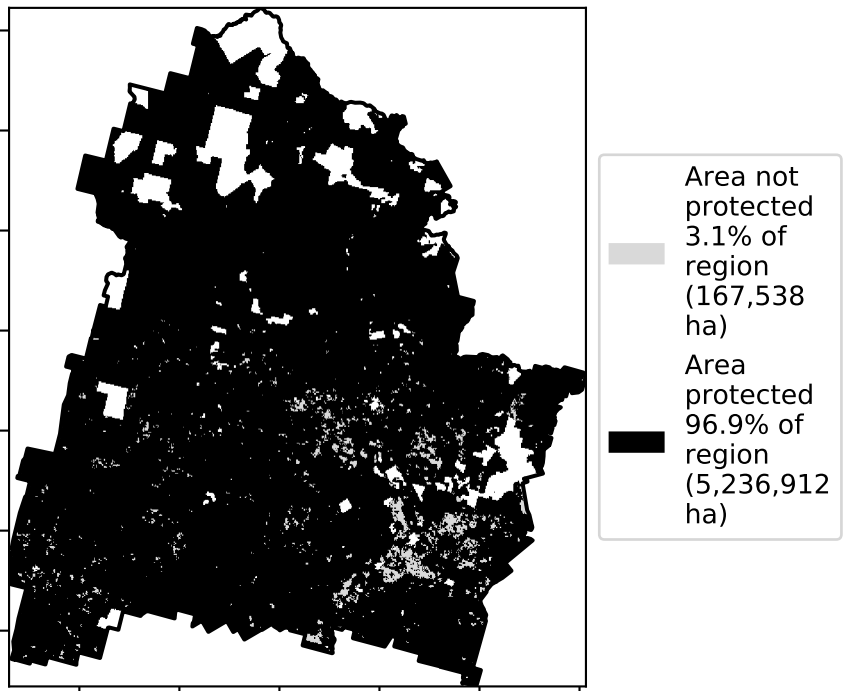 Area not
protected
3.1% of
region
(167,538
ha)
Area
protected
96.9% of
region
(5,236,912
ha)